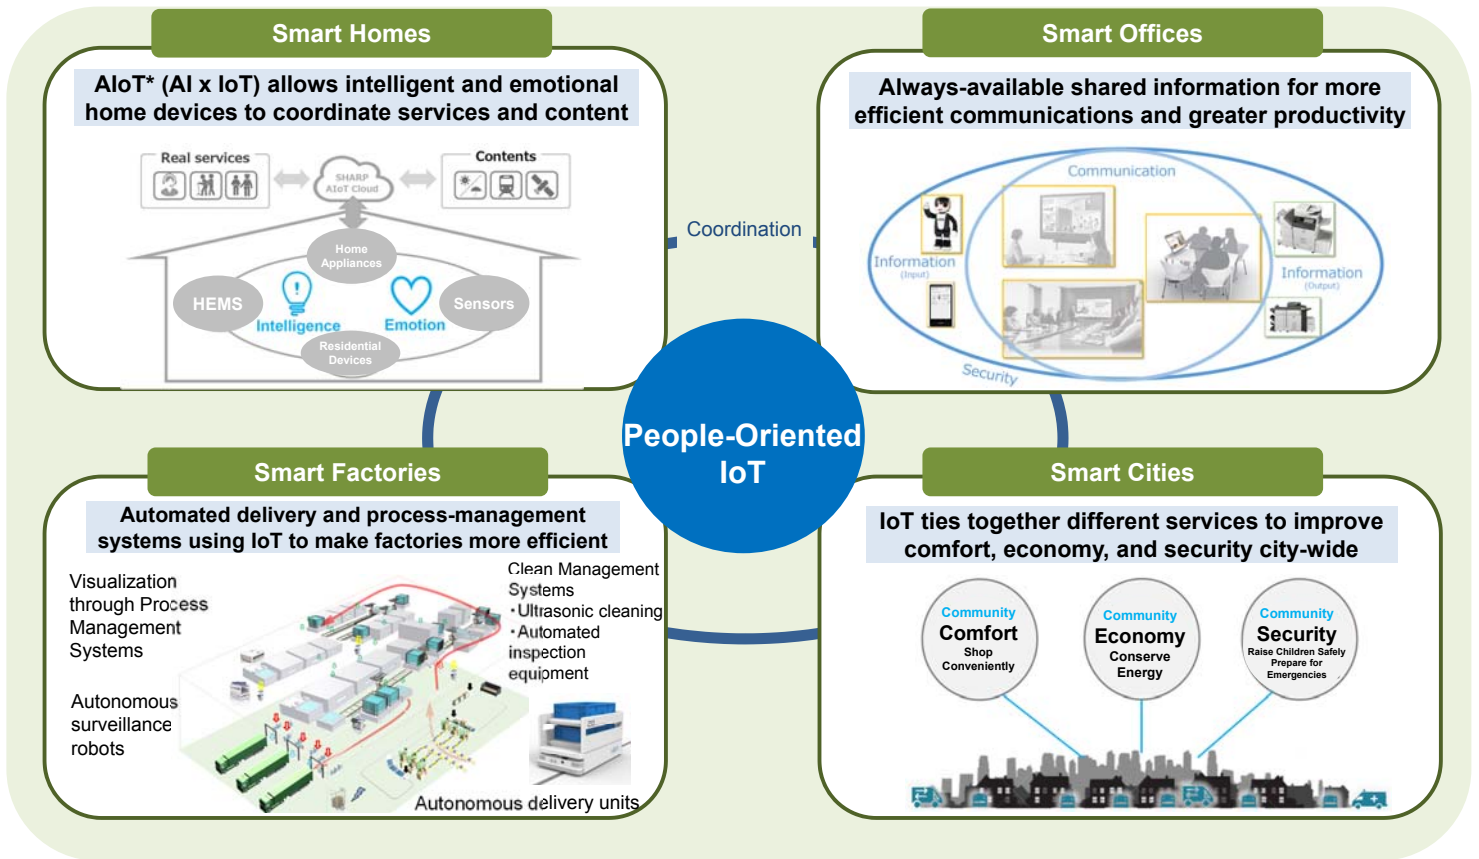 Smart Homes
AIoT* (AI x IoT) allows intelligent and emotional
home devices to coordinate services and content
Real services
SHARP
AIoT Cloud
Contents
Home
Appliances
HEMS
Intelligence
Emotion
Sensors
Residential
Devices
Smart Offices
Always-available shared information for more
efficient communications and greater productivity
Communication
Information
(Input)
Information
(Output)
Security
Coordination
People-Oriented
IoT
Smart Factories
Automated delivery and process-management
systems using IoT to make factories more efficient
Visualization
through Process
Management
Systems
Autonomous
surveillance
robots
Clean Management
Systems
・Ultrasonic cleaning
・Automated
inspection
equipment
Autonomous delivery units
Smart Cities
IoT ties together different services to improve
comfort, economy, and security city-wide
Community
Comfort
Shop
Conveniently
Community
Economy
Conserve
Energy
Community
Security
Raise Children Safely
Prepare for
Emergencies